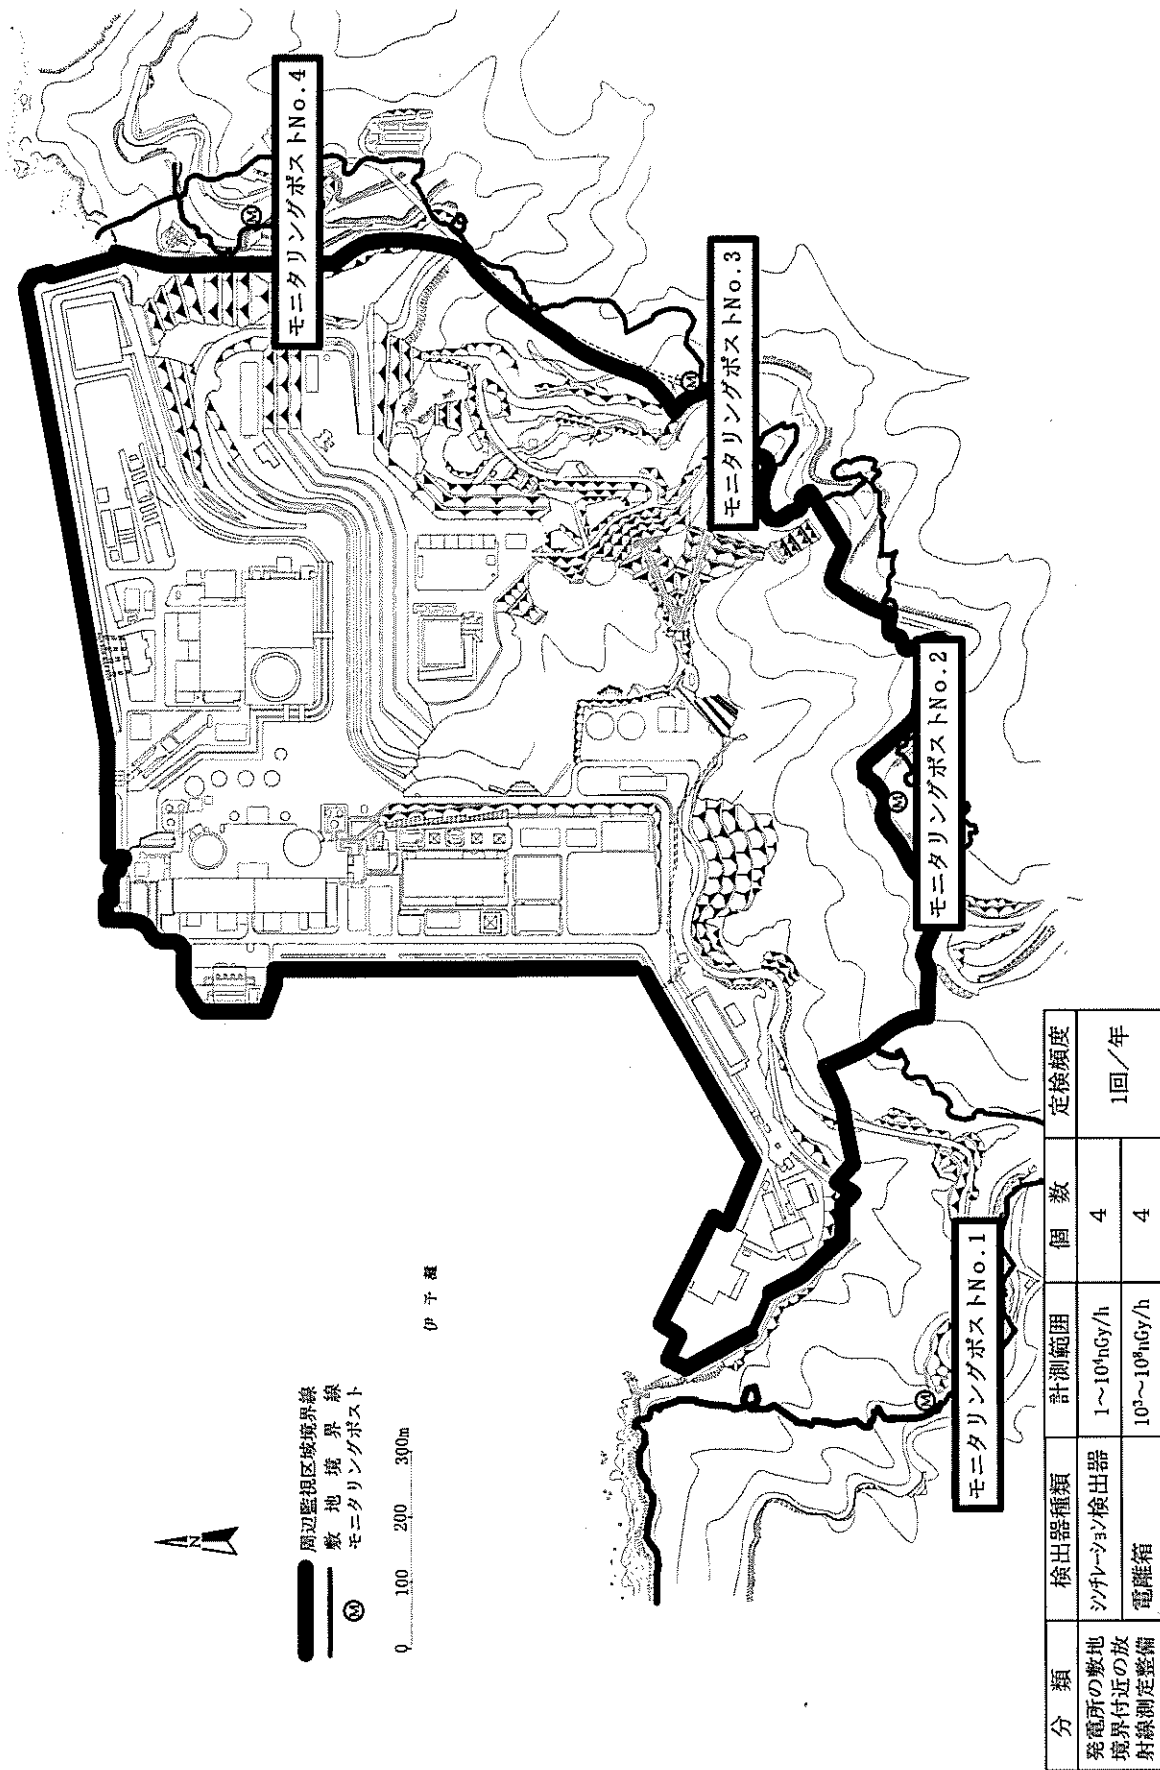 N
周辺監視区域境界線
敷地境界線
Ⓜ モニタリングポスト
0 100 200 300m
伊予灘
モニタリングポストNo.4
モニタリングポストNo.3
モニタリングポストNo.2
モニタリングポストNo.1
Ⓜ
Ⓜ
Ⓜ
Ⓜ
分類 検出器種類 計測範囲 個数 定検頻度
発電所の敷地
境界付近の放
射線測定整備
シンチレーション検出器 1~10⁴nGy/h 4
電離箱 10³~10⁸nGy/h 4
1回/年